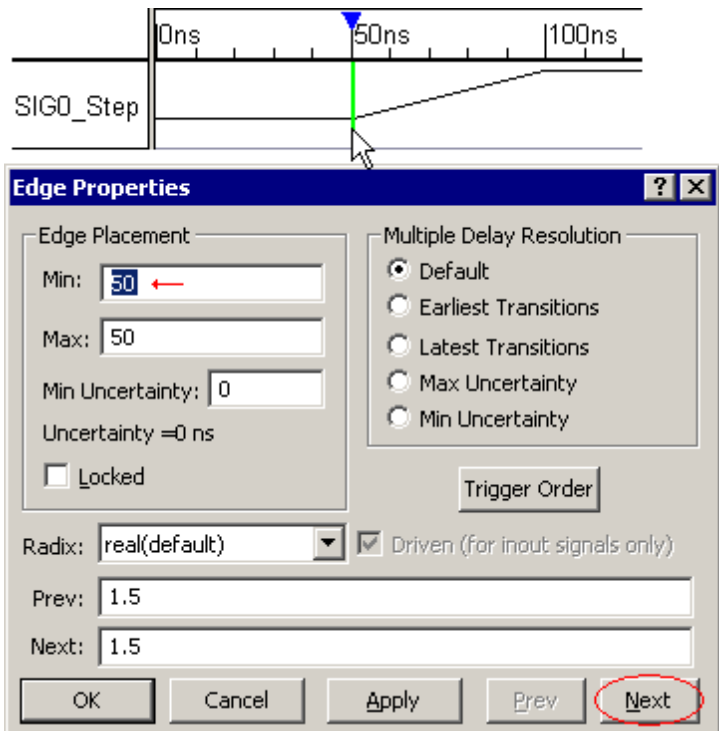 0ns 50ns 100ns
SIG0_Step
Edge Properties
Edge Placement
Min: 50
Max: 50
Min Uncertainty: 0
Uncertainty =0 ns
Locked
Multiple Delay Resolution
Default
Earliest Transitions
Latest Transitions
Max Uncertainty
Min Uncertainty
Trigger Order
Radix: real(default) Driven (for inout signals only)
Prev: 1.5
Next: 1.5
OK Cancel Apply Prev Next